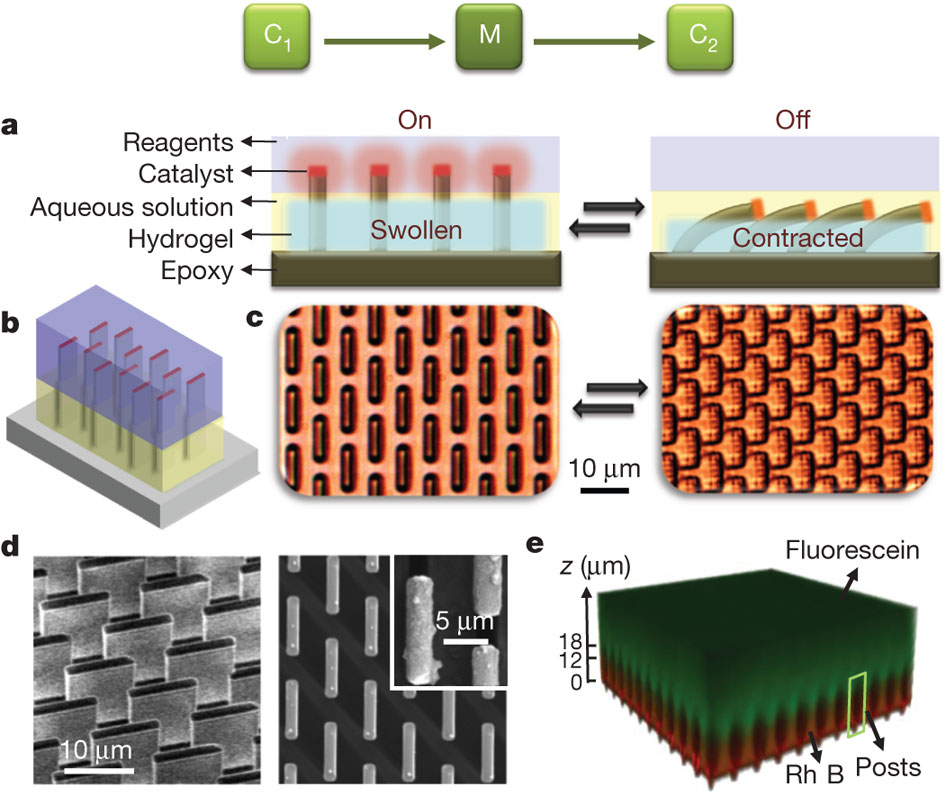 C1
M
C2
a
On
Off
Reagents
Catalyst
Aqueous solution
Hydrogel
Epoxy
Swollen
Contracted
b
c
10 μm
d
5 μm
10 μm
e
Fluorescein
z (μm)
18
12
0
Rh B
Posts